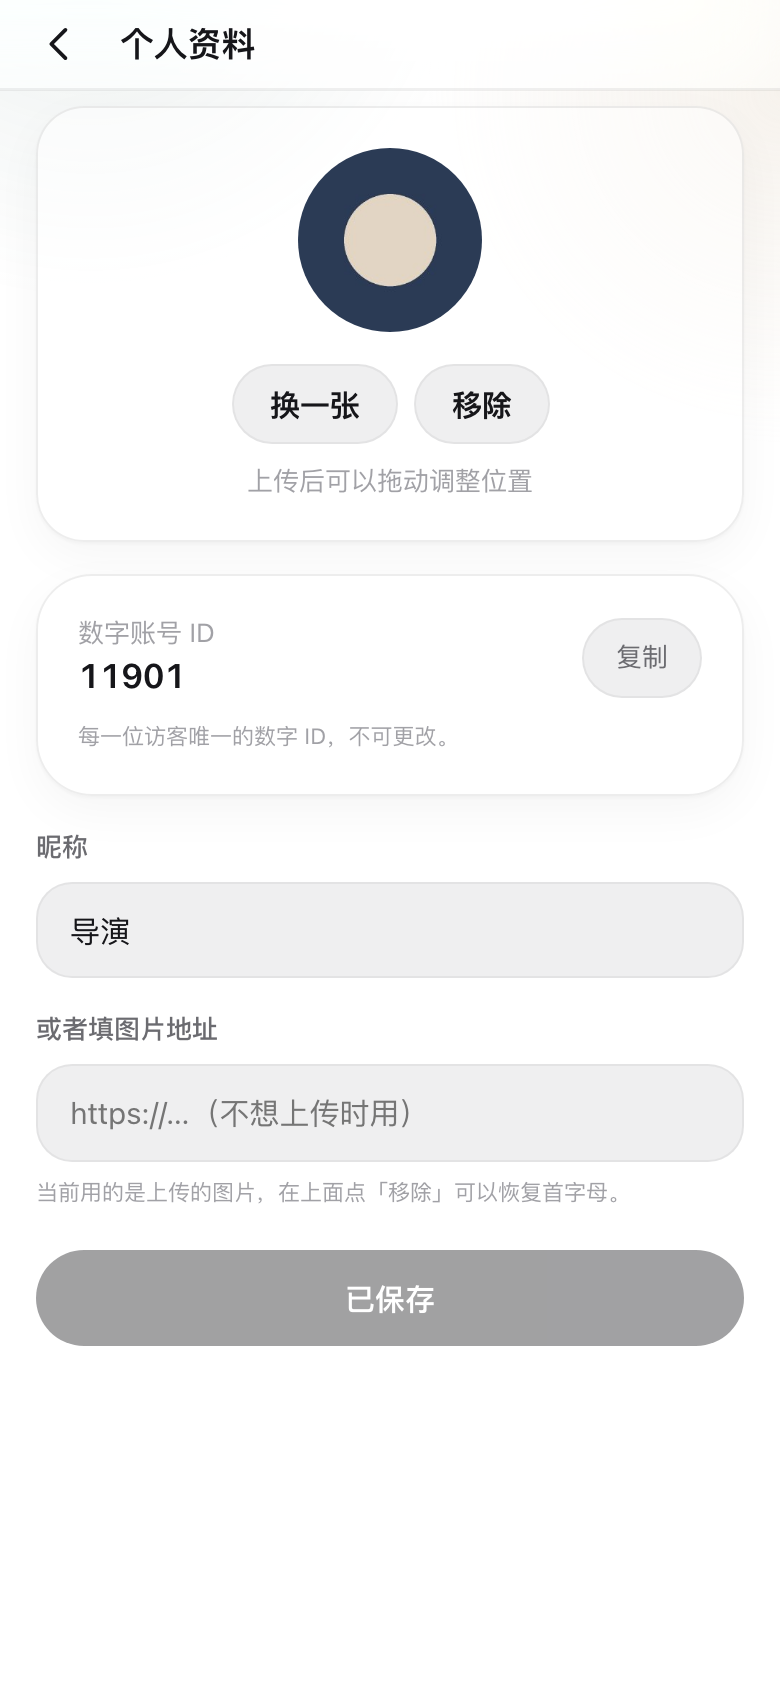 个人资料
换一张
移除
上传后可以拖动调整位置
数字账号 ID
11901
复制
每一位访客唯一的数字 ID，不可更改。
昵称
导演
或者填图片地址
https://...（不想上传时用）
当前用的是上传的图片，在上面点「移除」可以恢复首字母。
已保存